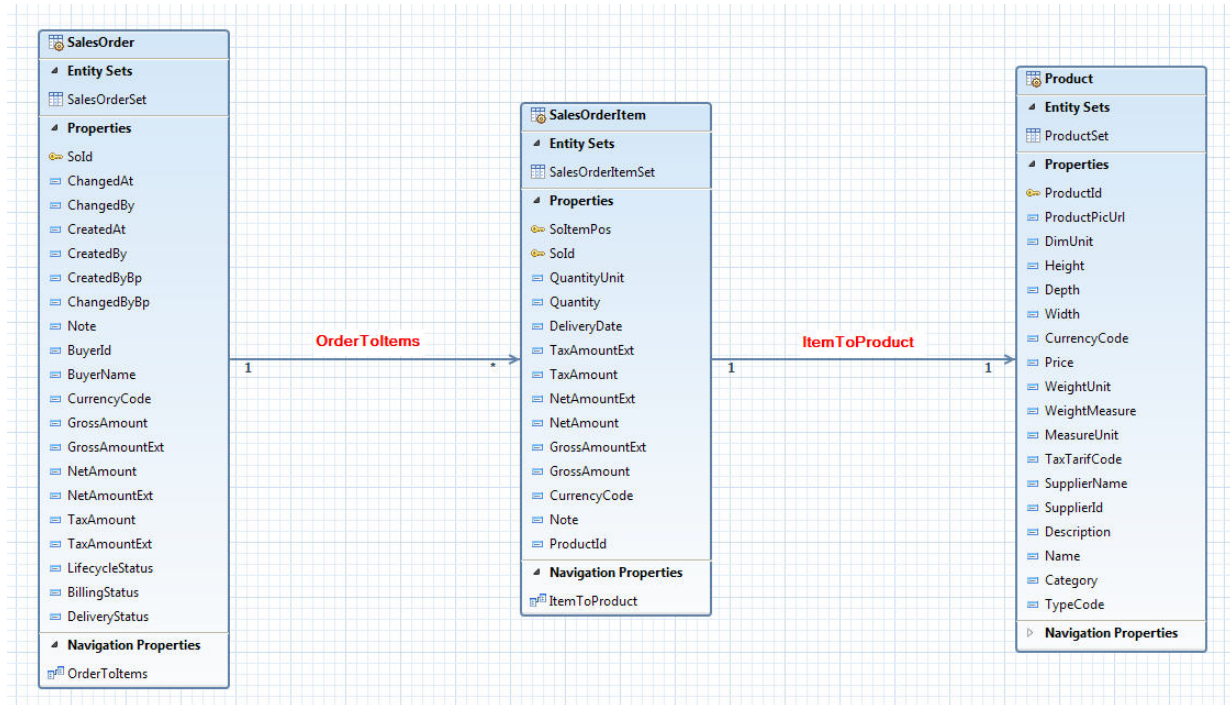 SalesOrder
Entity Sets
SalesOrderSet
Properties
SoId
ChangedAt
ChangedBy
CreatedAt
CreatedBy
CreatedByBp
ChangedByBp
Note
BuyerId
BuyerName
CurrencyCode
GrossAmount
GrossAmountExt
NetAmount
NetAmountExt
TaxAmount
TaxAmountExt
LifecycleStatus
BillingStatus
DeliveryStatus
Navigation Properties
OrderToItems
OrderToItems
1
*
SalesOrderItem
Entity Sets
SalesOrderItemSet
Properties
SoItemPos
SoId
QuantityUnit
Quantity
DeliveryDate
TaxAmountExt
TaxAmount
NetAmountExt
NetAmount
GrossAmountExt
GrossAmount
CurrencyCode
Note
ProductId
Navigation Properties
ItemToProduct
ItemToProduct
1
1
Product
Entity Sets
ProductSet
Properties
ProductId
ProductPicUrl
DimUnit
Height
Depth
Width
CurrencyCode
Price
WeightUnit
WeightMeasure
MeasureUnit
TaxTarifCode
SupplierName
SupplierId
Description
Name
Category
TypeCode
Navigation Properties